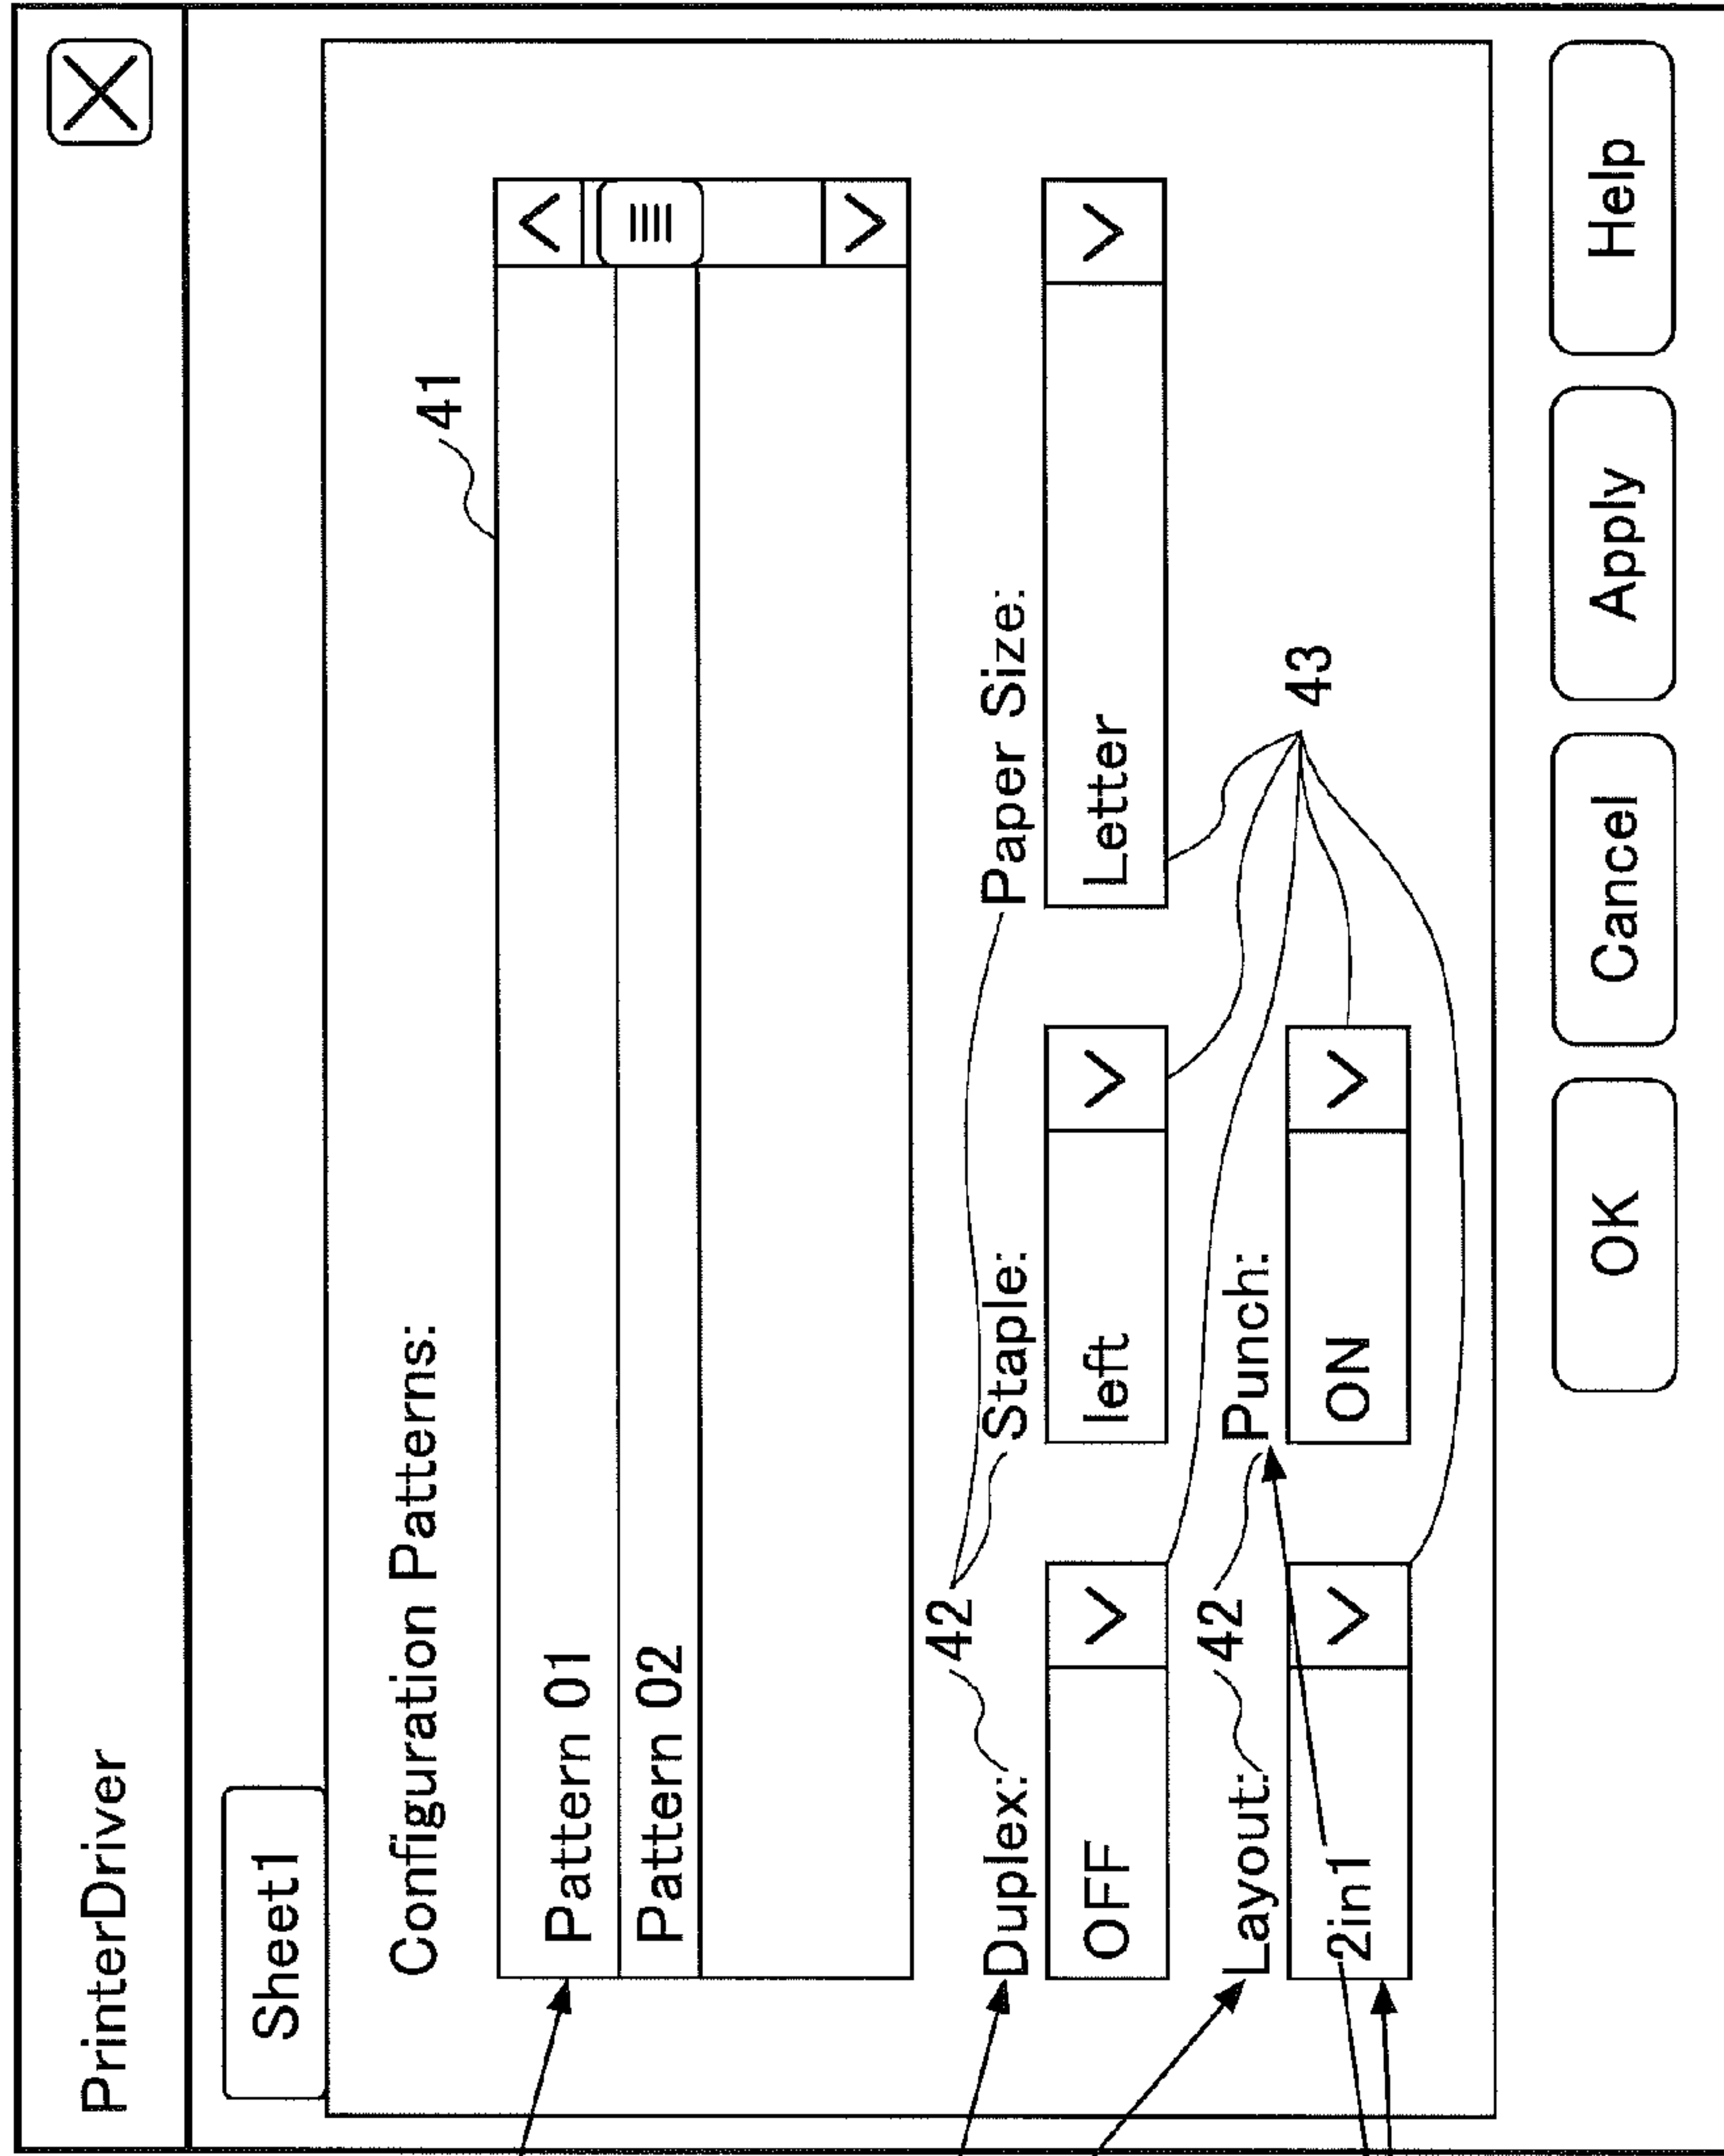 PrinterDriver
Sheet1
Configuration Patterns:
41
Pattern 01
Pattern 02
42
Duplex: Staple: Paper Size:
OFF left Letter
42
Layout: Punch:
43
2in1 ON
OK Cancel Apply Help